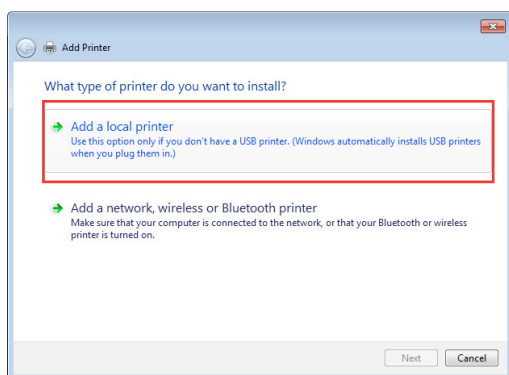 Add Printer
What type of printer do you want to install?
Add a local printer
Use this option only if you don't have a USB printer. (Windows automatically installs USB printers
when you plug them in.)
Add a network, wireless or Bluetooth printer
Make sure that your computer is connected to the network, or that your Bluetooth or wireless
printer is turned on.
Next
Cancel